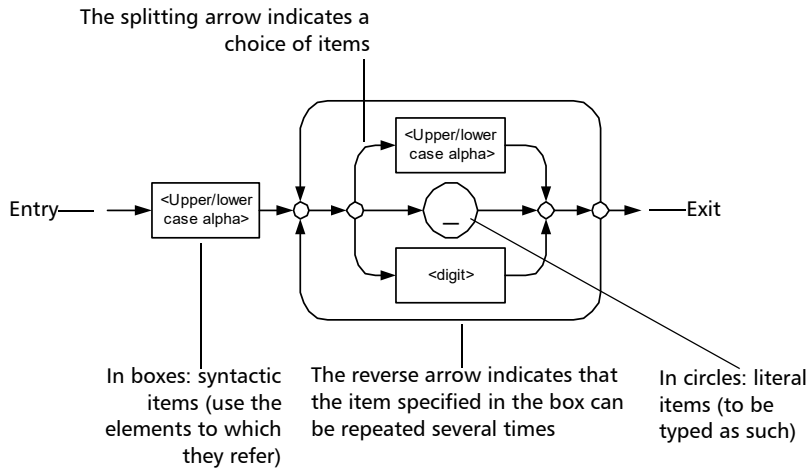 The splitting arrow indicates a
choice of items
<Upper/lower
case alpha>
Entry
<Upper/lower
case alpha>
_
Exit
<digit>
In boxes: syntactic
items (use the
elements to which
they refer)
The reverse arrow indicates that
the item specified in the box can
be repeated several times
In circles: literal
items (to be
typed as such)